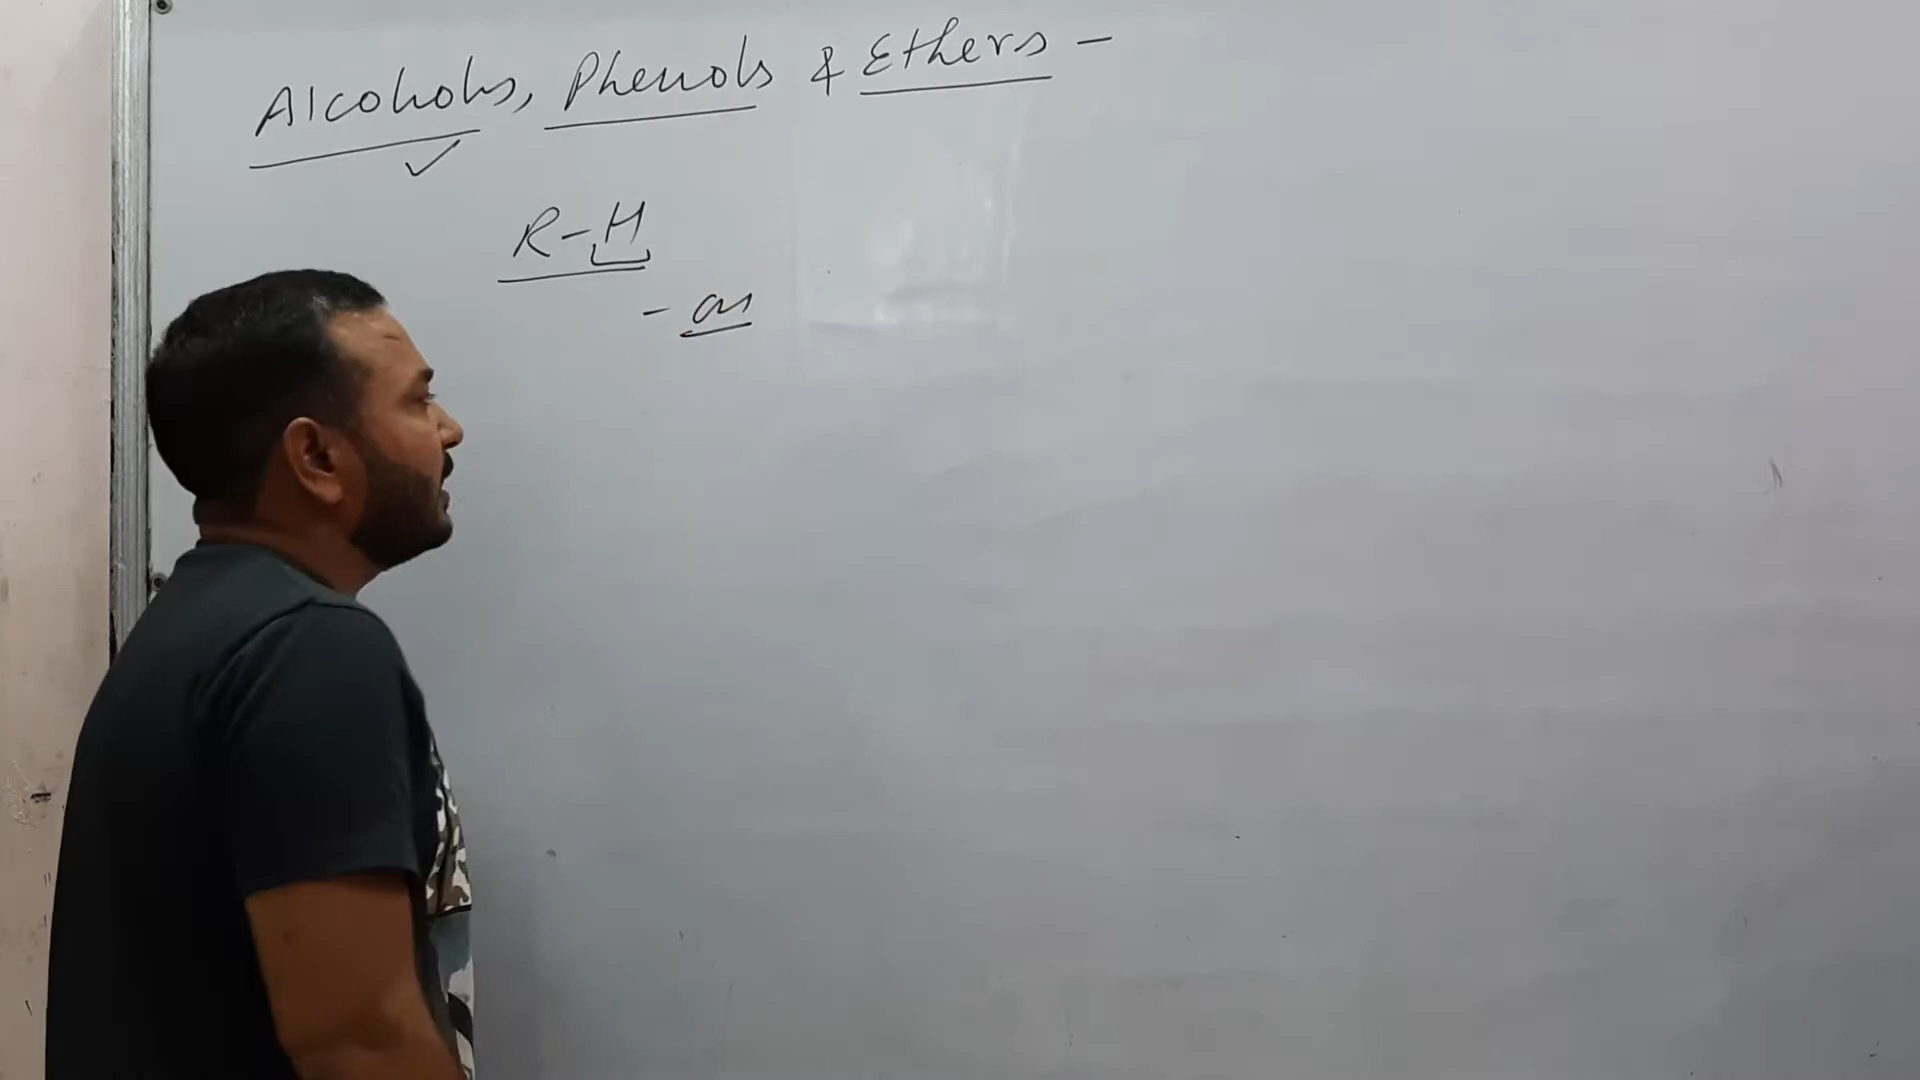 Alcohols, Phenols & Ethers -
R-H
- OH